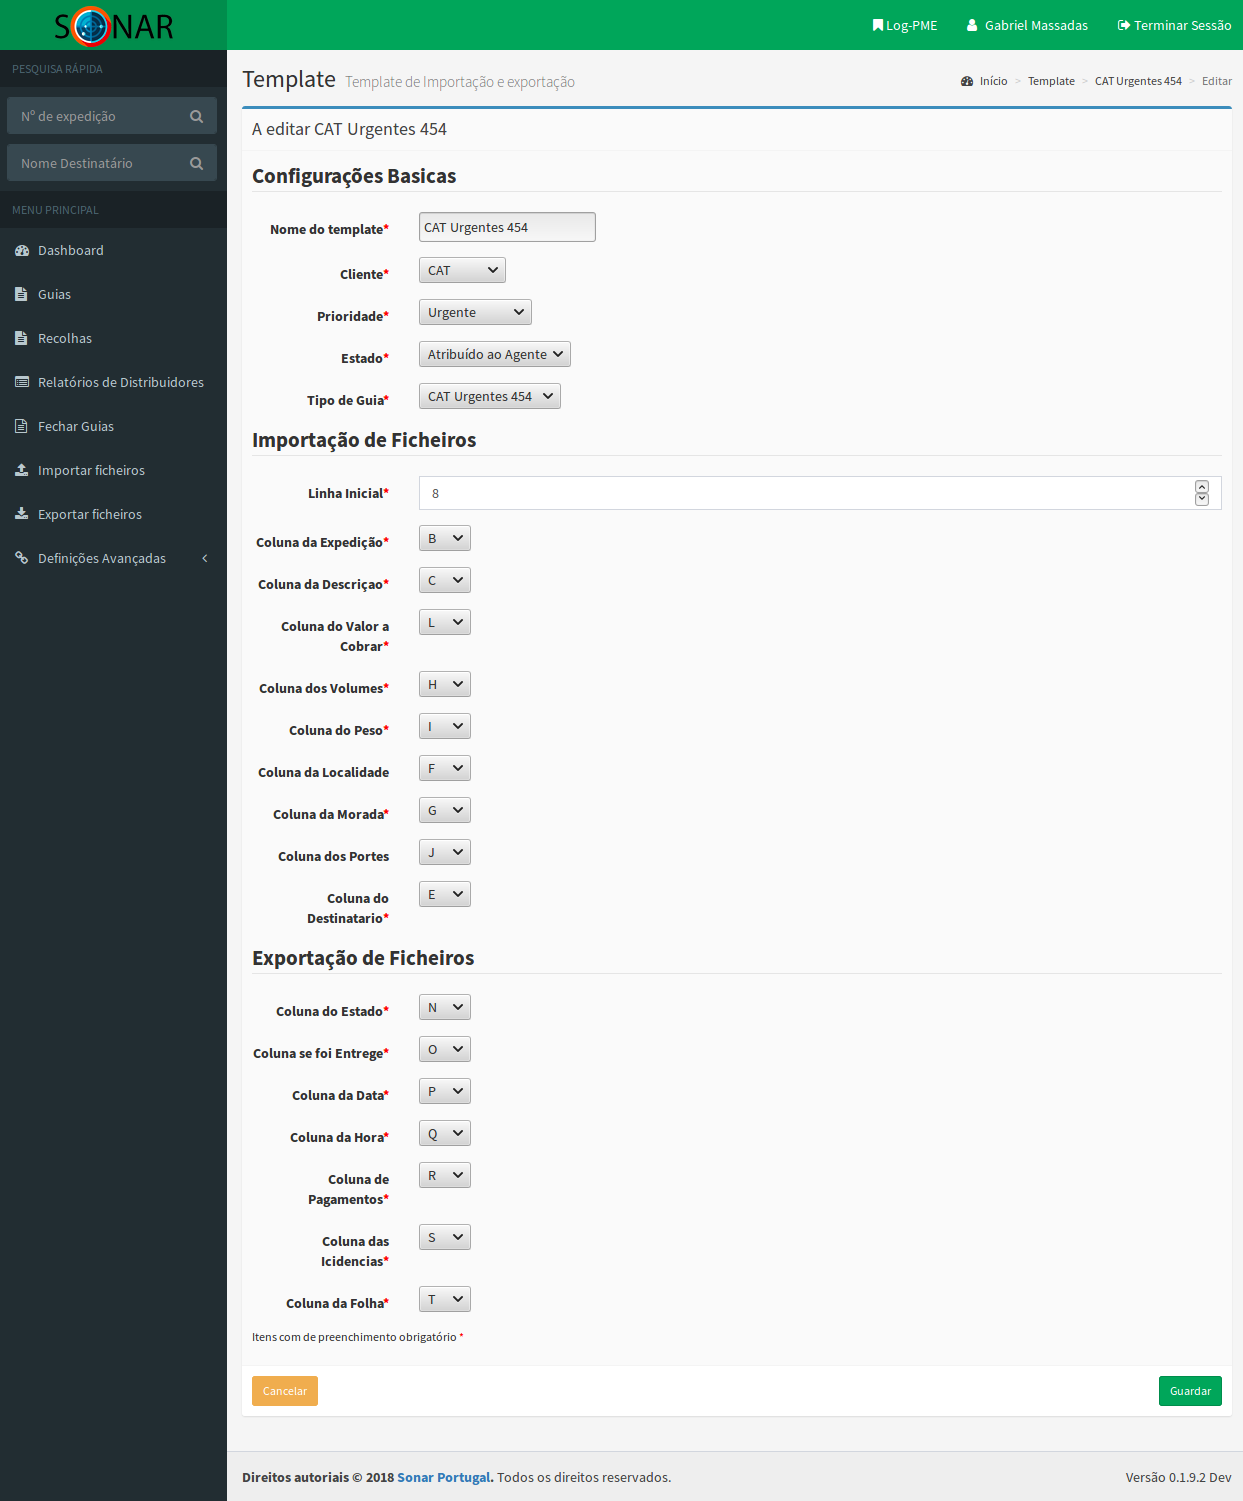 SONAR
Log-PME
Gabriel Massadas
Terminar Sessão
PESQUISA RÁPIDA
Nº de expedição
Nome Destinatário
MENU PRINCIPAL
Dashboard
Guias
Recolhas
Relatórios de Distribuidores
Fechar Guias
Importar ficheiros
Exportar ficheiros
Definições Avançadas
Template Template de Importação e exportação
Início > Template > CAT Urgentes 454 > Editar
A editar CAT Urgentes 454
Configurações Basicas
Nome do template* CAT Urgentes 454
Cliente* CAT
Prioridade* Urgente
Estado* Atribuído ao Agente
Tipo de Guia* CAT Urgentes 454
Importação de Ficheiros
Linha Inicial* 8
Coluna da Expedição* B
Coluna da Descriçao* C
Coluna do Valor a L
Cobrar*
Coluna dos Volumes* H
Coluna do Peso* I
Coluna da Localidade F
Coluna da Morada* G
Coluna dos Portes J
Coluna do E
Destinatario*
Exportação de Ficheiros
Coluna do Estado* N
Coluna se foi Entrege* O
Coluna da Data* P
Coluna da Hora* Q
Coluna de R
Pagamentos*
Coluna das S
Icidencias*
Coluna da Folha* T
Itens com de preenchimento obrigatório *
Cancelar
Guardar
Direitos autoriais © 2018 Sonar Portugal. Todos os direitos reservados.
Versão 0.1.9.2 Dev